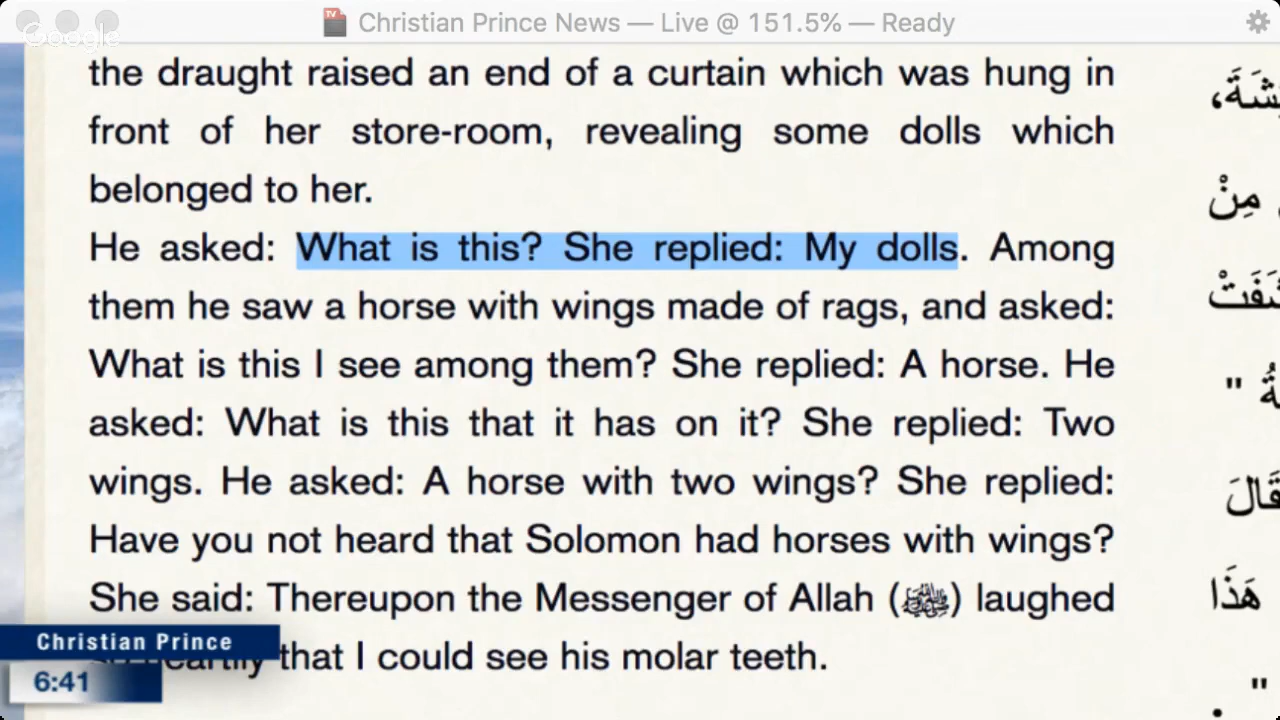 Christian Prince News — Live @ 151.5% — Ready
Google
the draught raised an end of a curtain which was hung in
front of her store-room, revealing some dolls which
belonged to her.
He asked: What is this? She replied: My dolls. Among
them he saw a horse with wings made of rags, and asked:
What is this I see among them? She replied: A horse. He
asked: What is this that it has on it? She replied: Two
wings. He asked: A horse with two wings? She replied:
Have you not heard that Solomon had horses with wings?
She said: Thereupon the Messenger of Allah (ﷺ) laughed
so heartily that I could see his molar teeth.
مِنْ
قَالَ
هَذَا
Christian Prince
6:41